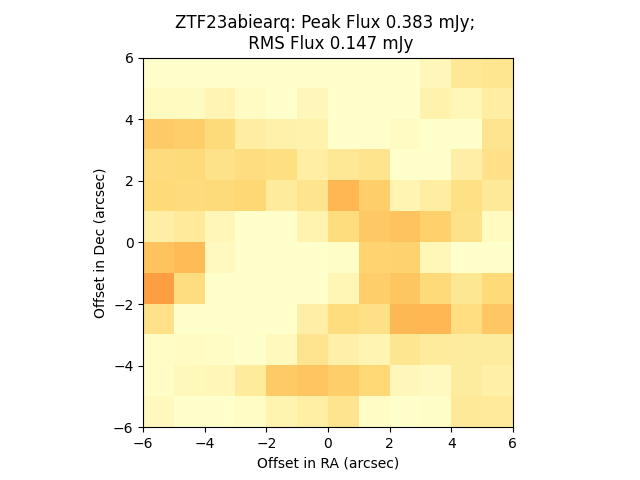 ZTF23abiearq: Peak Flux 0.383 mJy;
RMS Flux 0.147 mJy
6
4
2
0
−2
−4
−6
Offset in Dec (arcsec)
−6 −4 −2 0 2 4 6
Offset in RA (arcsec)